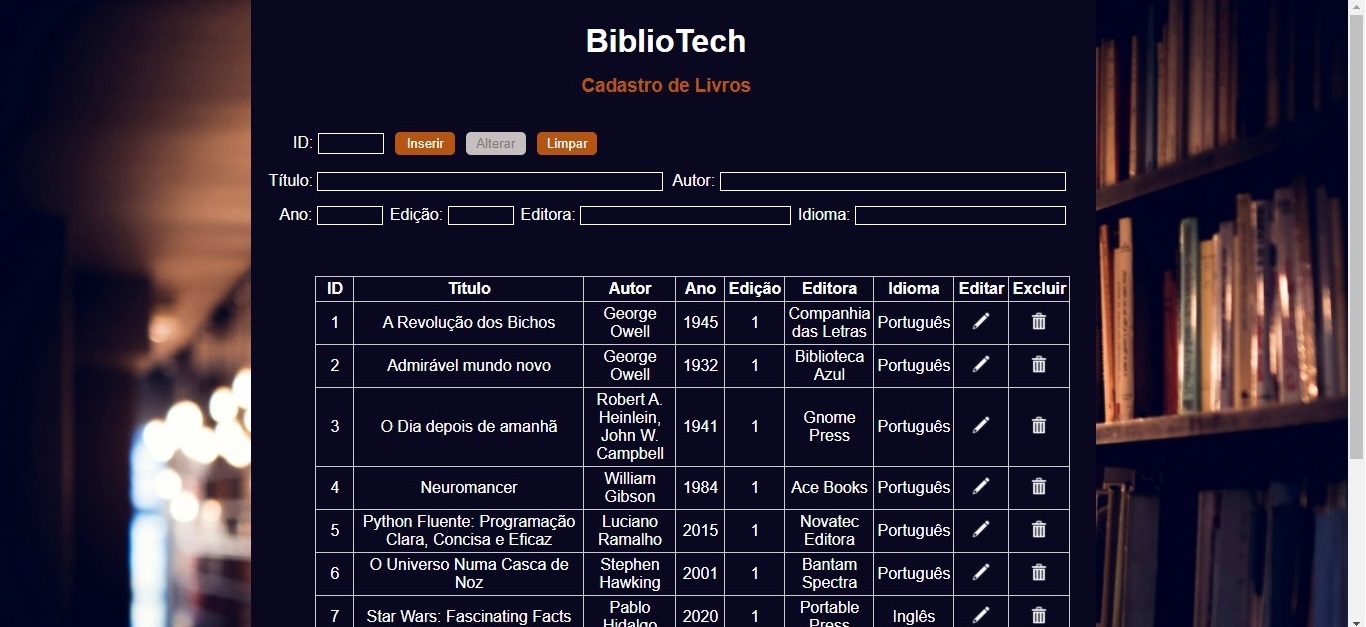 BiblioTech
Cadastro de Livros
ID: Inserir Alterar Limpar
Título: Autor:
Ano: Edição: Editora: Idioma:
ID Título Autor Ano Edição Editora Idioma Editar Excluir
1 A Revolução dos Bichos George Owell 1945 1 Companhia das Letras Português
2 Admirável mundo novo George Owell 1932 1 Biblioteca Azul Português
3 O Dia depois de amanhã Robert A. Heinlein, John W. Campbell 1941 1 Gnome Press Português
4 Neuromancer William Gibson 1984 1 Ace Books Português
5 Python Fluente: Programação Clara, Concisa e Eficaz Luciano Ramalho 2015 1 Novatec Editora Português
6 O Universo Numa Casca de Noz Stephen Hawking 2001 1 Bantam Spectra Português
7 Star Wars: Fascinating Facts Pablo Hidalgo 2020 1 Portable Press Inglês